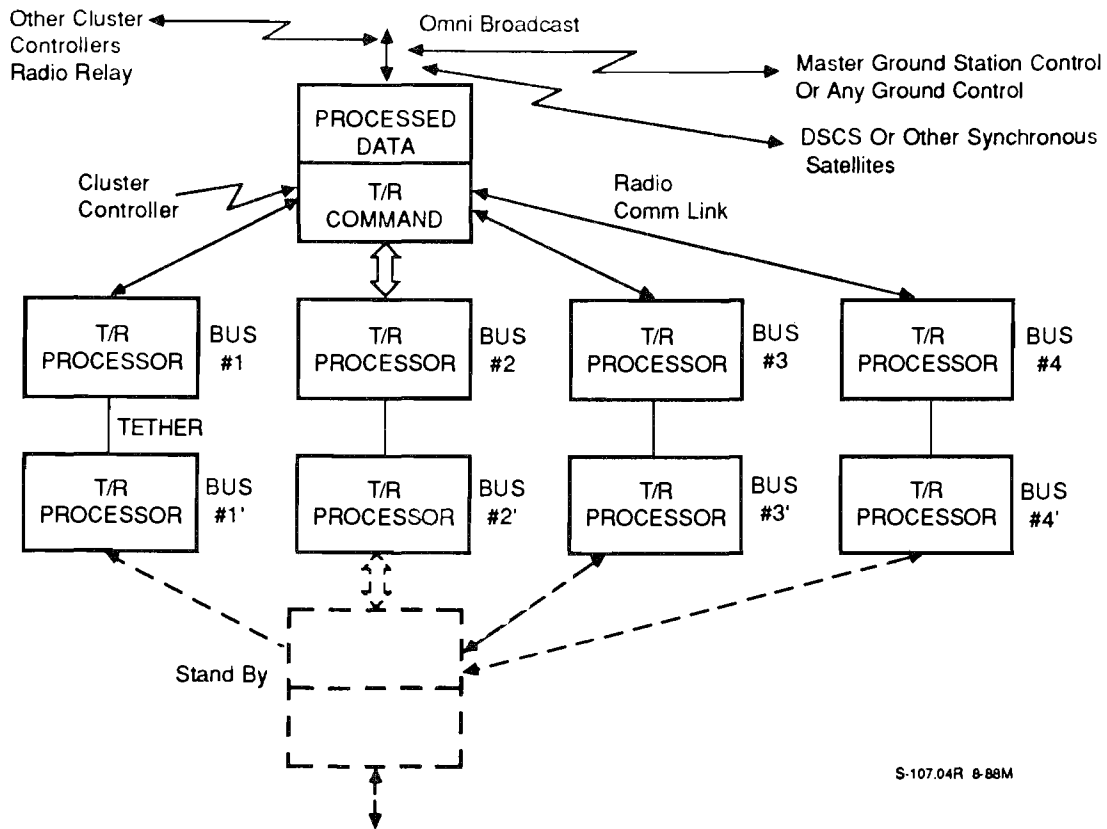 Other Cluster
Controllers
Radio Relay
Omni Broadcast
Master Ground Station Control
Or Any Ground Control
DSCS Or Other Synchronous
Satellites
PROCESSED
DATA
T/R
COMMAND
Cluster
Controller
Radio
Comm Link
T/R
PROCESSOR
BUS
#1
T/R
PROCESSOR
BUS
#2
T/R
PROCESSOR
BUS
#3
T/R
PROCESSOR
BUS
#4
TETHER
T/R
PROCESSOR
BUS
#1'
T/R
PROCESSOR
BUS
#2'
T/R
PROCESSOR
BUS
#3'
T/R
PROCESSOR
BUS
#4'
Stand By
S-107.04R 8-88M